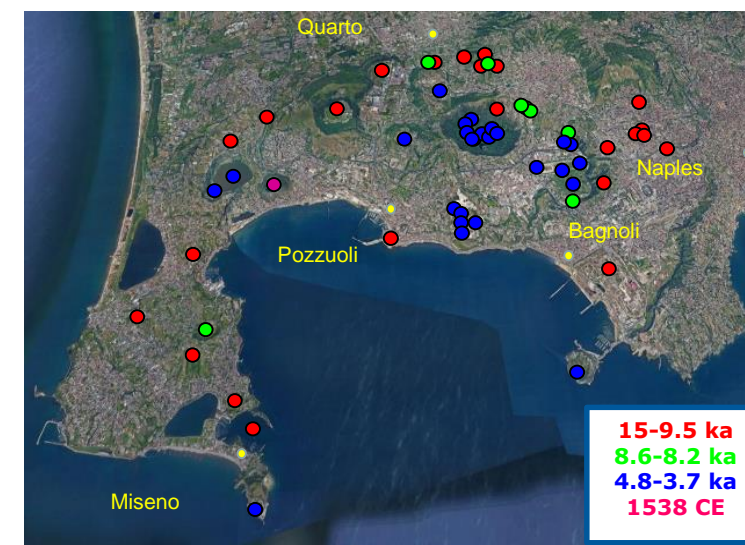 Quarto
Naples
Bagnoli
Pozzuoli
Miseno
15-9.5 ka
8.6-8.2 ka
4.8-3.7 ka
1538 CE